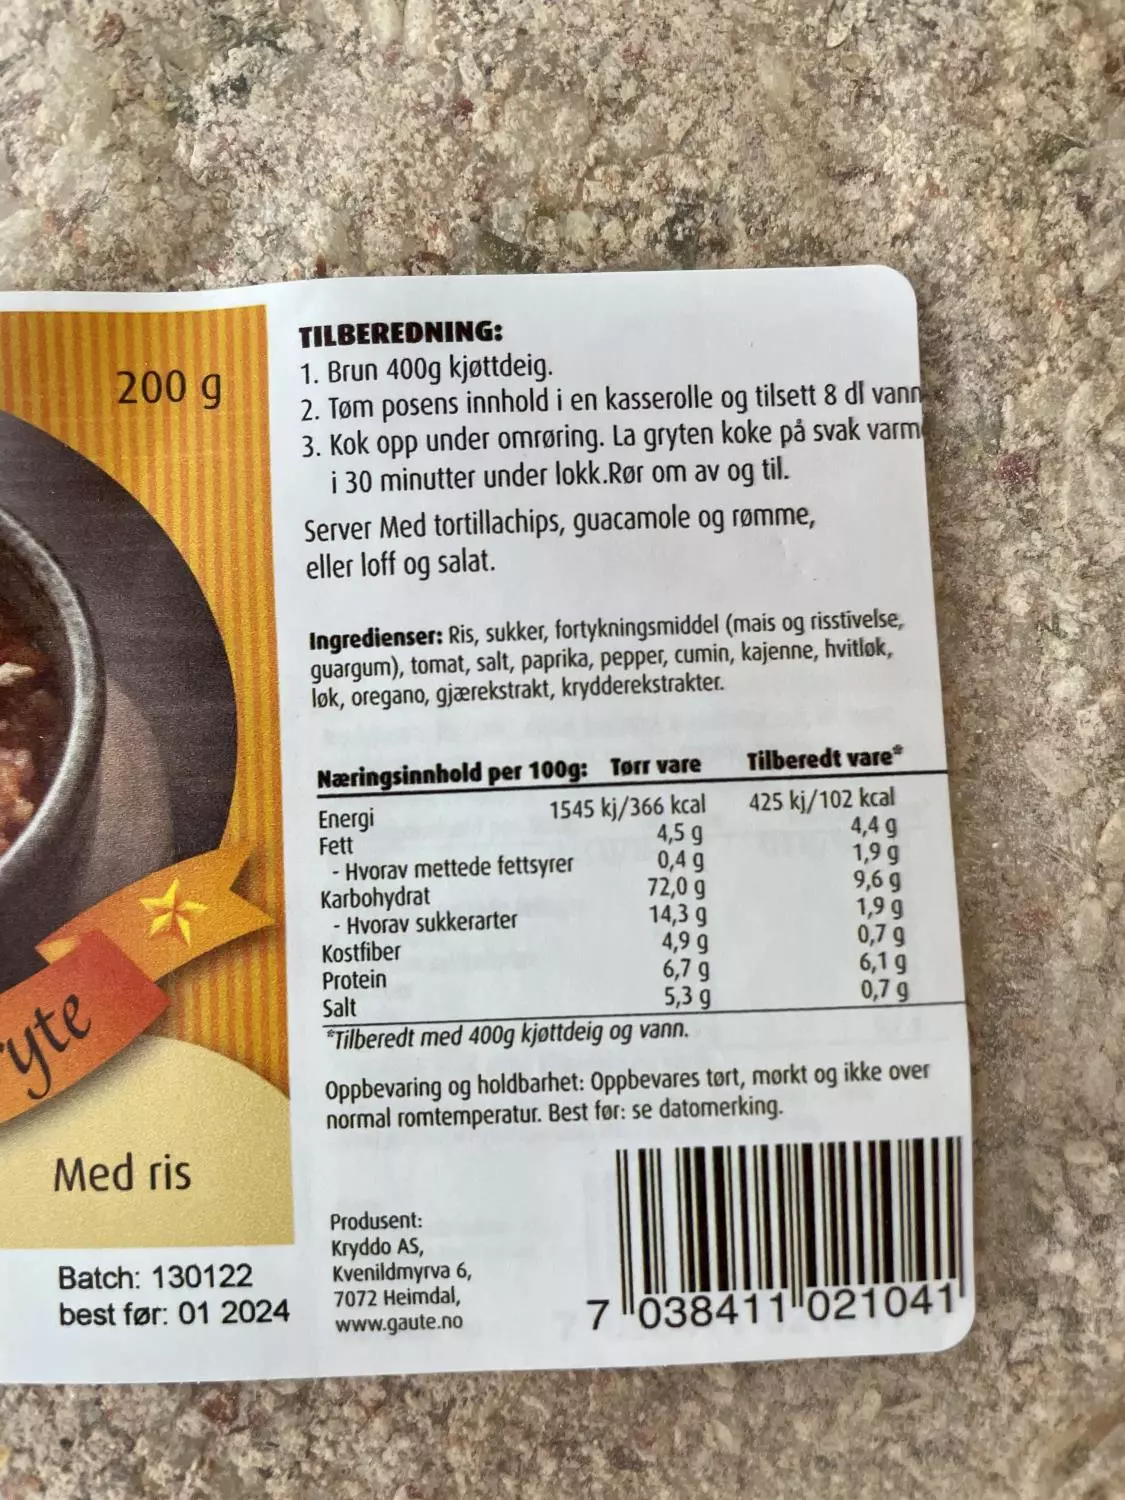 200 g
yte
Med ris
Batch: 130122
best før: 01 2024
TILBEREDNING:
1. Brun 400g kjøttdeig.
2. Tøm posens innhold i en kasserolle og tilsett 8 dl vann
3. Kok opp under omrøring. La gryten koke på svak varm
i 30 minutter under lokk.Rør om av og til.
Server Med tortillachips, guacamole og rømme,
eller loff og salat.
Ingredienser: Ris, sukker, fortykningsmiddel (mais og risstivelse,
guargum), tomat, salt, paprika, pepper, cumin, kajenne, hvitløk,
løk, oregano, gjærekstrakt, krydderekstrakter.
Næringsinnhold per 100g: Tørr vare Tilberedt vare*
Energi 1545 kj/366 kcal 425 kj/102 kcal
Fett 4,5 g 4,4 g
- Hvorav mettede fettsyrer 0,4 g 1,9 g
Karbohydrat 72,0 g 9,6 g
- Hvorav sukkerarter 14,3 g 1,9 g
Kostfiber 4,9 g 0,7 g
Protein 6,7 g 6,1 g
Salt 5,3 g 0,7 g
*Tilberedt med 400g kjøttdeig og vann.
Oppbevaring og holdbarhet: Oppbevares tørt, mørkt og ikke over
normal romtemperatur. Best før: se datomerking.
Produsent:
Kryddo AS,
Kvenildmyrva 6,
7072 Heimdal,
www.gaute.no
7 038411 021041